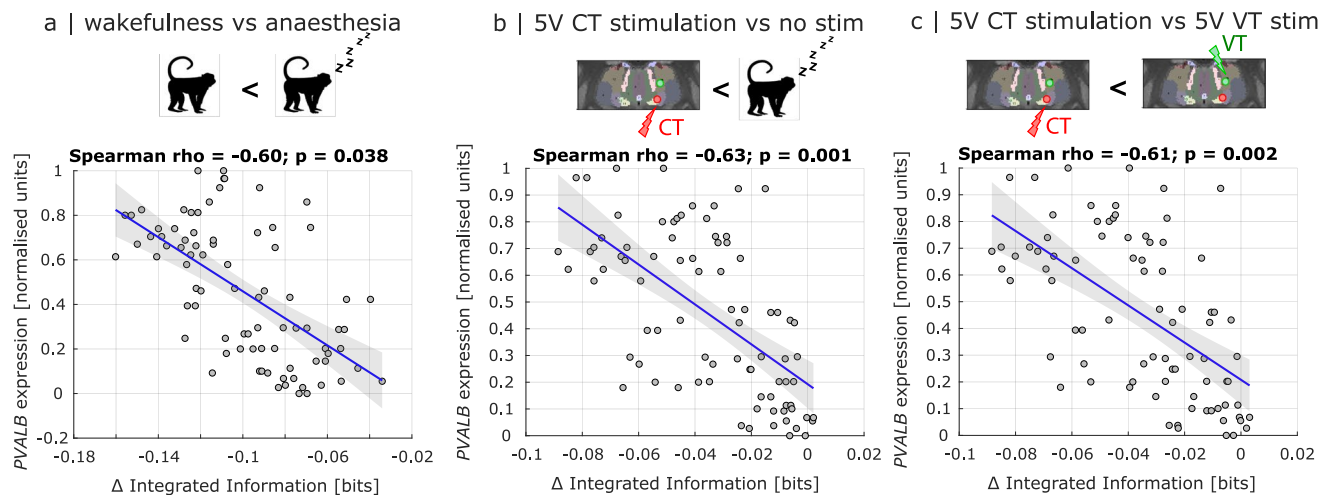 a | wakefulness vs anaesthesia
z z z z z
<
Spearman rho = -0.60; p = 0.038
PVALB expression [normalised units]
1
0.8
0.6
0.4
0.2
0
-0.2
-0.18 -0.14 -0.1 -0.06 -0.02
Δ Integrated Information [bits]
b | 5V CT stimulation vs no stim
z z z z z
<
CT
Spearman rho = -0.63; p = 0.001
PVALB expression [normalised units]
1
0.9
0.8
0.7
0.6
0.5
0.4
0.3
0.2
0.1
0
-0.1 -0.08 -0.06 -0.04 -0.02 0 0.02
Δ Integrated Information [bits]
c | 5V CT stimulation vs 5V VT stim
VT
<
CT
Spearman rho = -0.61; p = 0.002
PVALB expression [normalised units]
1
0.9
0.8
0.7
0.6
0.5
0.4
0.3
0.2
0.1
0
-0.1 -0.08 -0.06 -0.04 -0.02 0 0.02
Δ Integrated Information [bits]